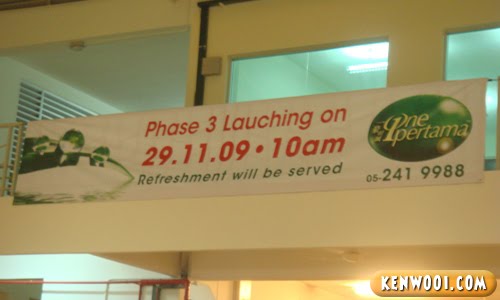 Phase 3 Lauching on
29.11.09 • 10am
Refreshment will be served
One
pertama
05-241 9988
KENWOOI.COM